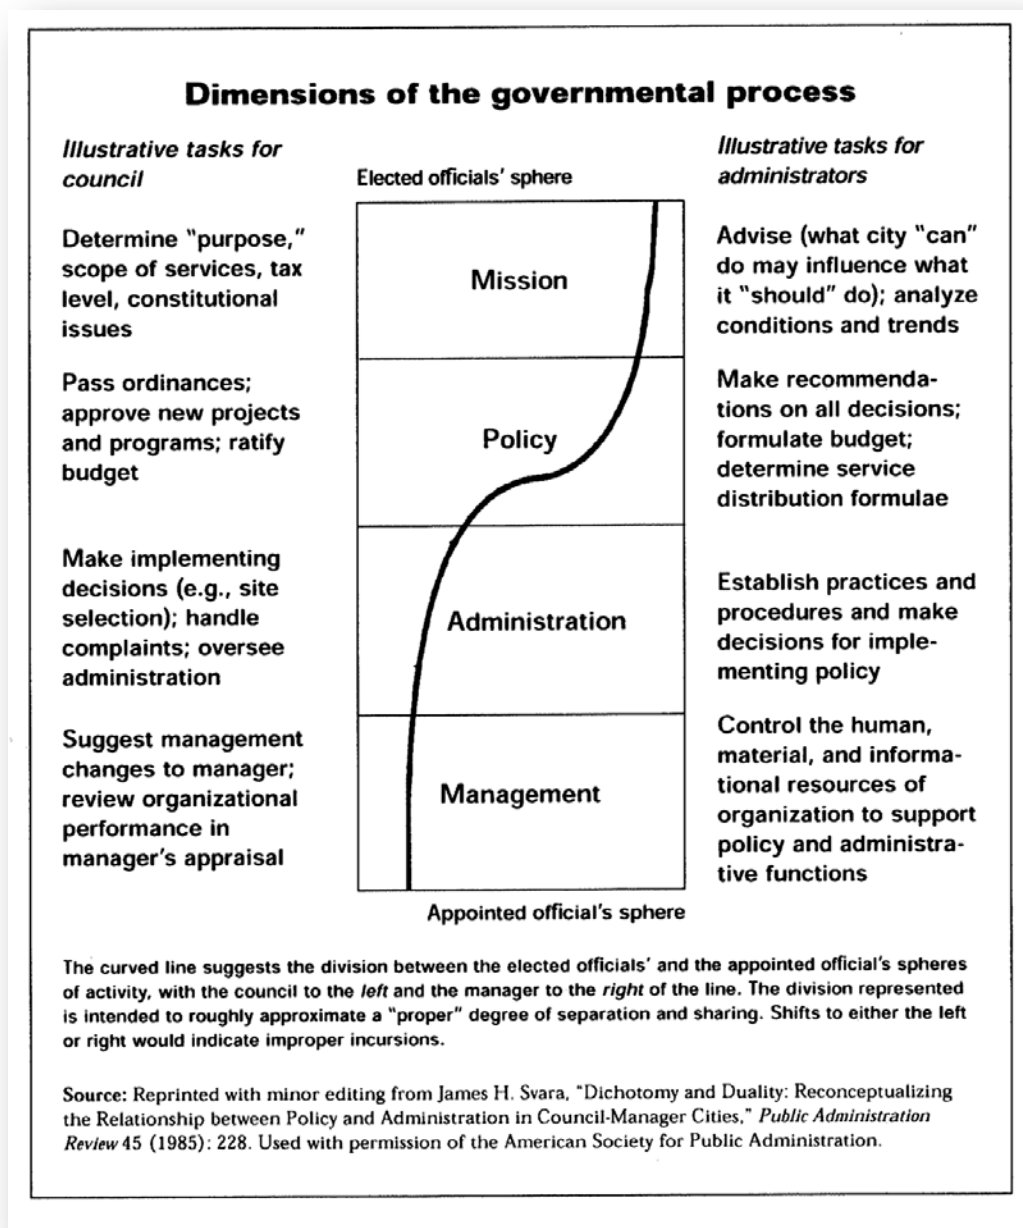 Dimensions of the governmental process
Illustrative tasks for
council
Determine "purpose,"
scope of services, tax
level, constitutional
issues
Pass ordinances;
approve new projects
and programs; ratify
budget
Make implementing
decisions (e.g., site
selection); handle
complaints; oversee
administration
Suggest management
changes to manager;
review organizational
performance in
manager's appraisal
Elected officials' sphere
Mission
Policy
Administration
Management
Appointed official's sphere
Illustrative tasks for
administrators
Advise (what city "can"
do may influence what
it "should" do); analyze
conditions and trends
Make recommenda-
tions on all decisions;
formulate budget;
determine service
distribution formulae
Establish practices and
procedures and make
decisions for imple-
menting policy
Control the human,
material, and informa-
tional resources of
organization to support
policy and administra-
tive functions
The curved line suggests the division between the elected officials' and the appointed official's spheres
of activity, with the council to the left and the manager to the right of the line. The division represented
is intended to roughly approximate a "proper" degree of separation and sharing. Shifts to either the left
or right would indicate improper incursions.
Source: Reprinted with minor editing from James H. Svara, "Dichotomy and Duality: Reconceptualizing
the Relationship between Policy and Administration in Council-Manager Cities," Public Administration
Review 45 (1985): 228. Used with permission of the American Society for Public Administration.